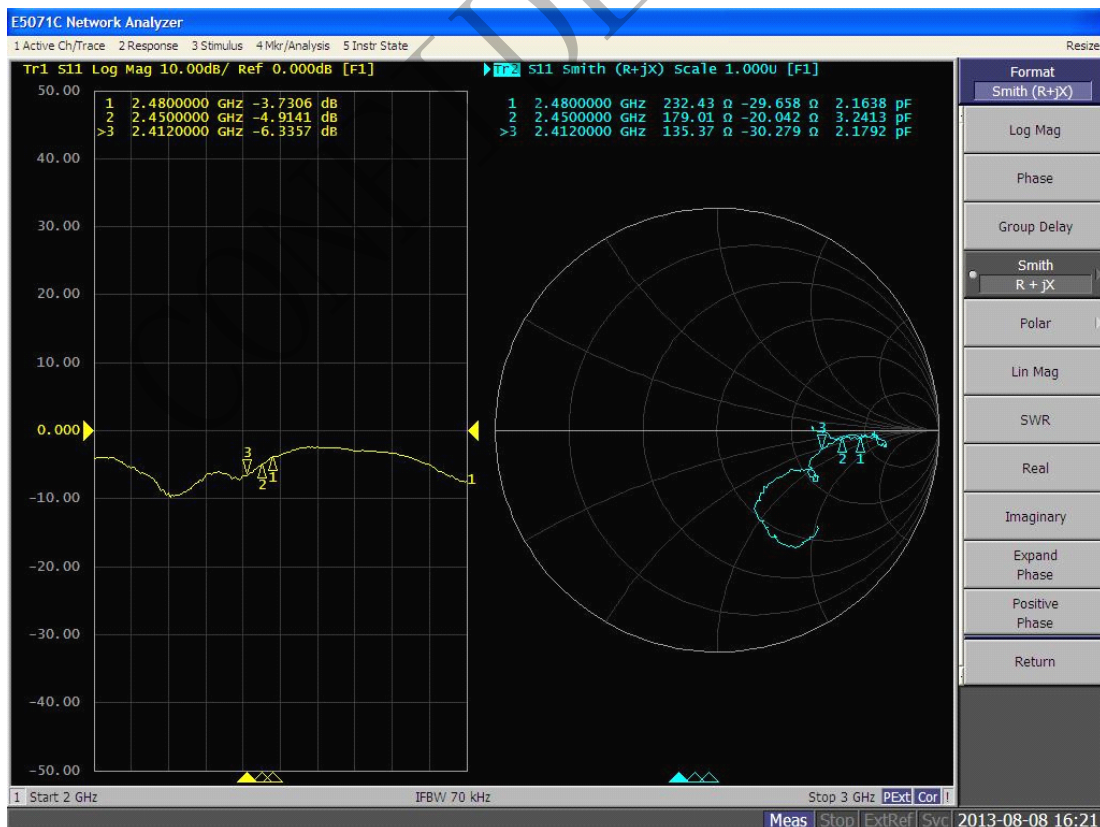 E5071C Network Analyzer
1 Active Ch/Trace 2 Response 3 Stimulus 4 Mkr/Analysis 5 Instr State Resize
Tr1 S11 Log Mag 10.00dB/ Ref 0.000dB [F1]
50.00
1 2.4800000 GHz -3.7306 dB
2 2.4500000 GHz -4.9141 dB
>3 2.4120000 GHz -6.3357 dB
40.00
30.00
20.00
10.00
0.000
-10.00
-20.00
-30.00
-40.00
-50.00
3
2 1
1
Tr2 S11 Smith (R+jX) Scale 1.000U [F1]
1 2.4800000 GHz 232.43 Ω -29.658 Ω 2.1638 pF
2 2.4500000 GHz 179.01 Ω -20.042 Ω 3.2413 pF
>3 2.4120000 GHz 135.37 Ω -30.279 Ω 2.1792 pF
3
2 1
Format
Smith (R+jX)
Log Mag
Phase
Group Delay
Smith
R + jX
Polar
Lin Mag
SWR
Real
Imaginary
Expand
Phase
Positive
Phase
Return
1 Start 2 GHz IFBW 70 kHz Stop 3 GHz PExt Cor !
Meas Stop ExtRef Svc 2013-08-08 16:21